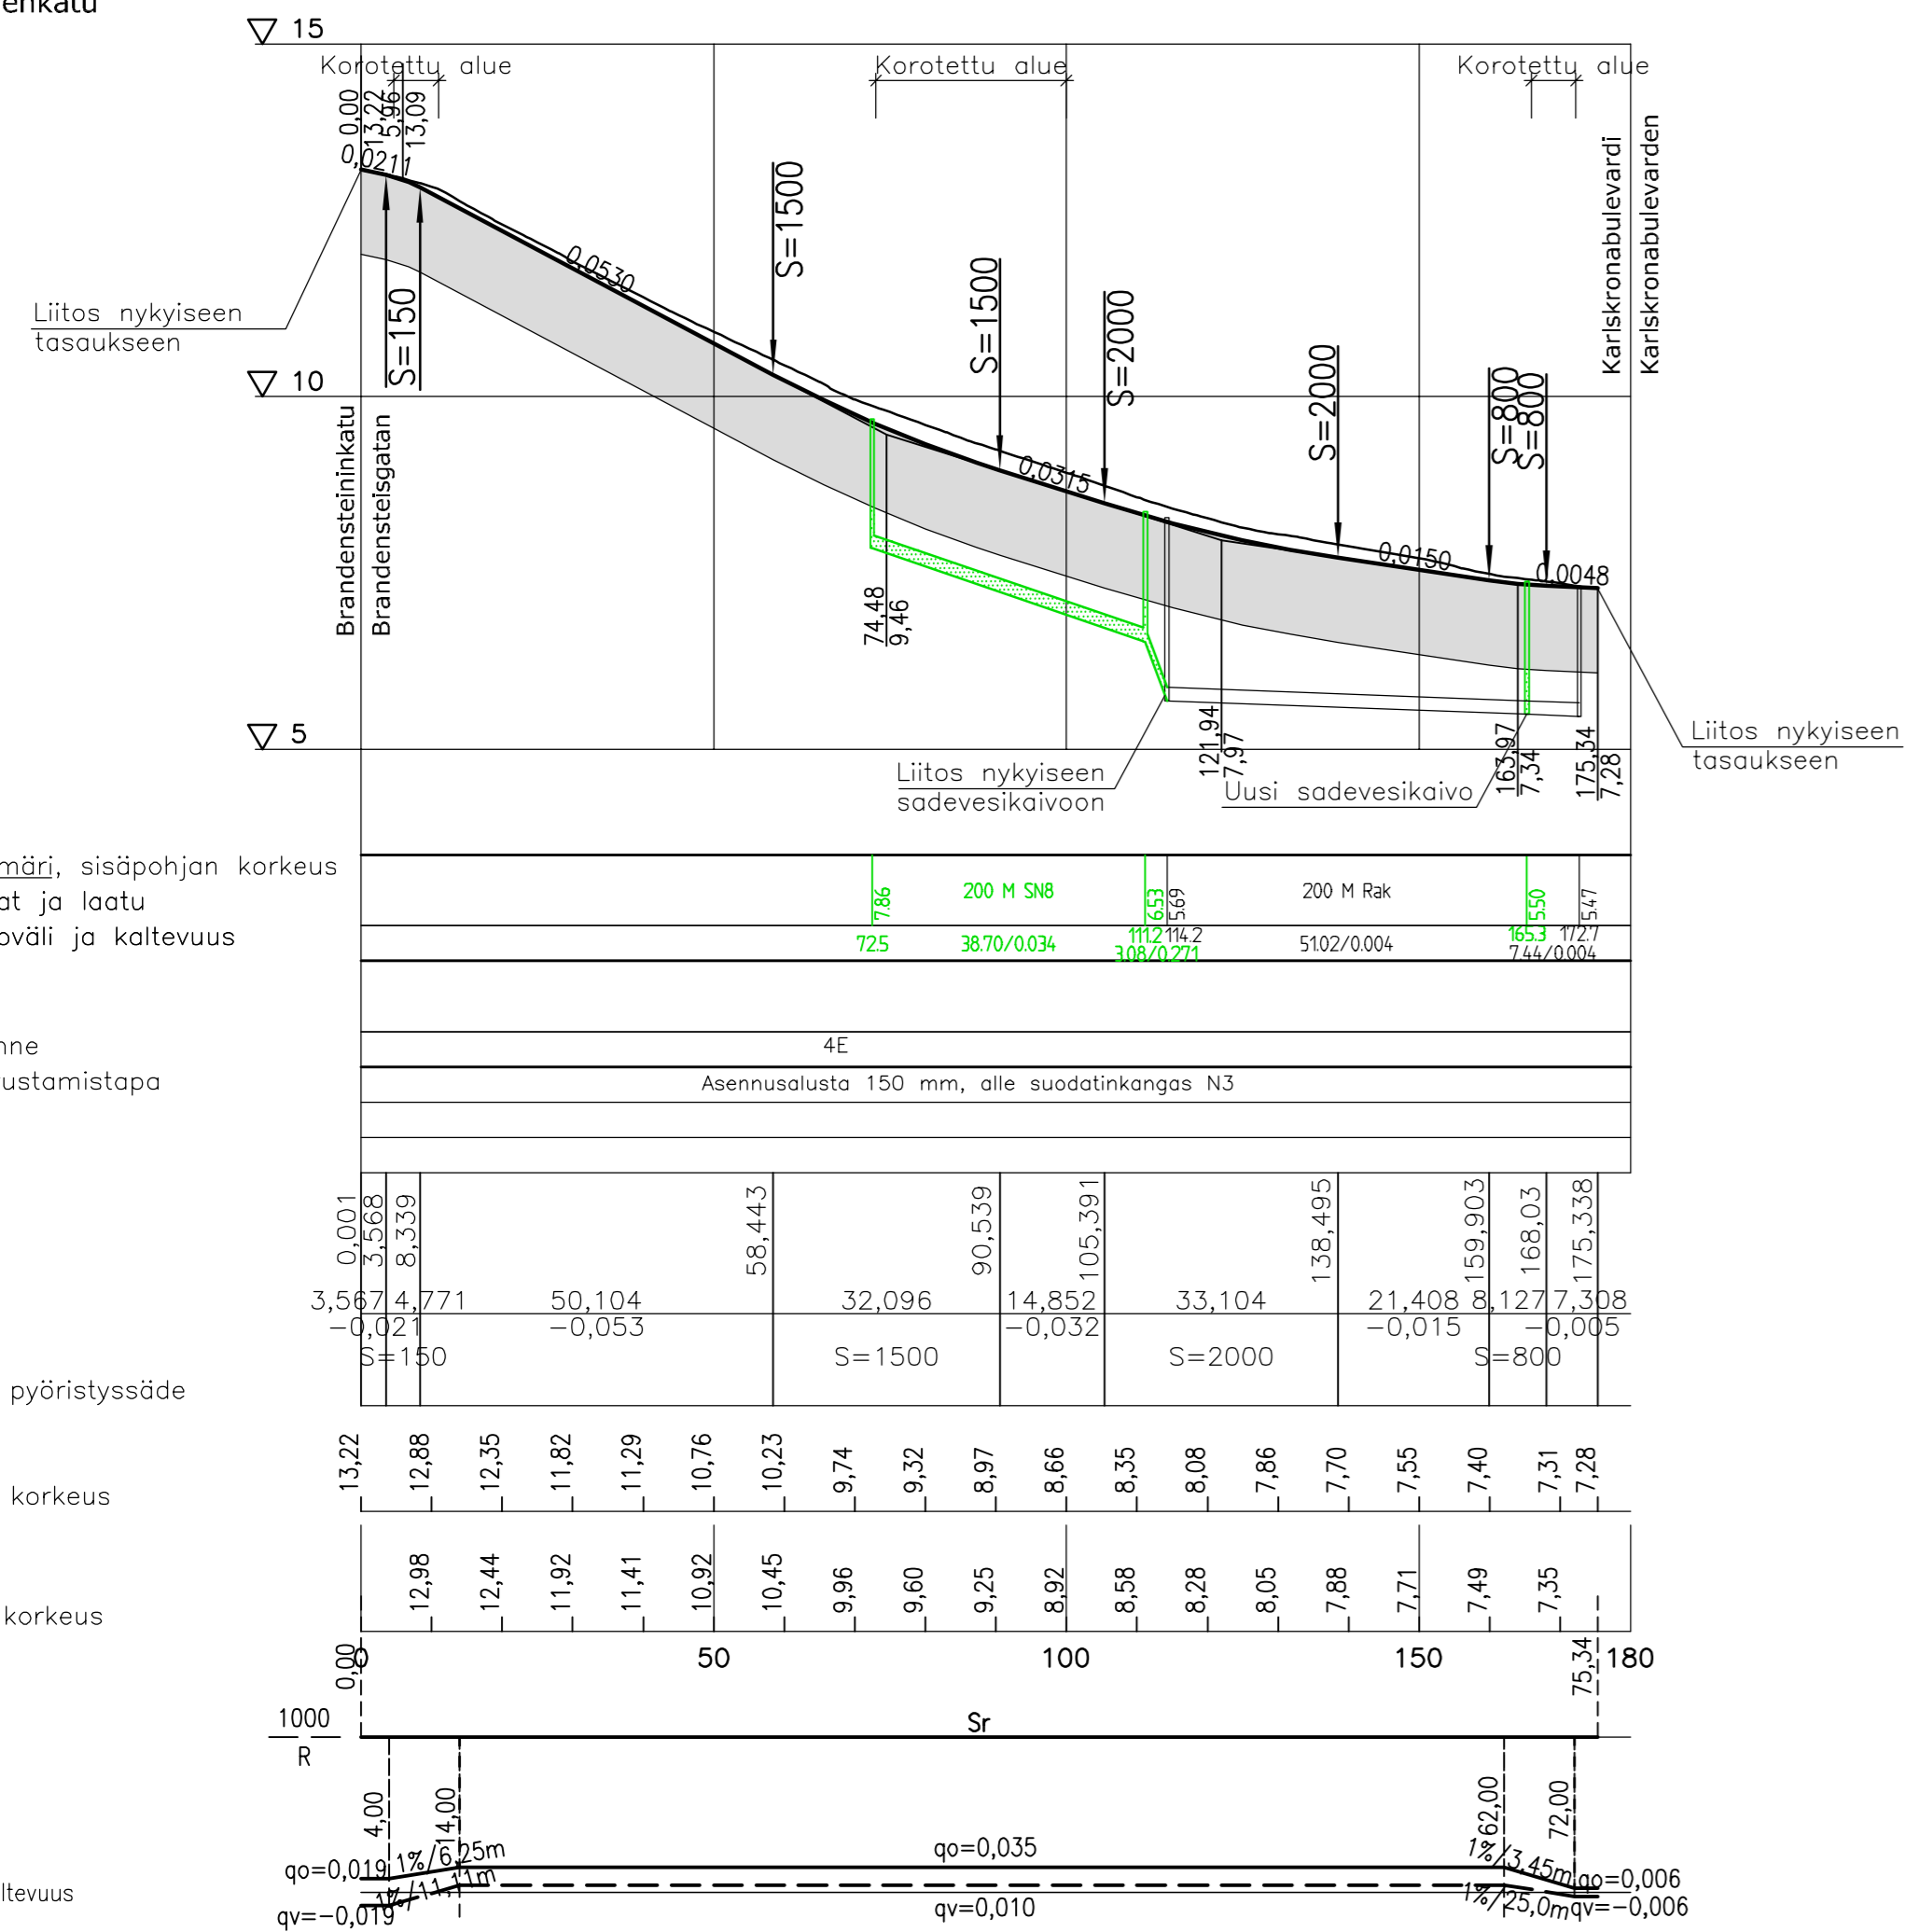 enkatu
15
Korotettu alue
Korotettu alue
Korotettu alue
0,00
13,22
5,96
13,09
0,0211
Karlskronabulevardi
Karlskronabulevarden
S=1500
0,0530
S=1500
S=2000
S=150
Liitos nykyiseen
tasaukseen
S=2000
S=800
S=800
10
Brandensteininkatu
Brandensteisgatan
0,0315
0,0150
0,0048
74,48
9,46
121,94
7,97
163,97
7,34
175,34
7,28
5
Liitos nykyiseen
sadevesikaivoon
Uusi sadevesikaivo
Liitos nykyiseen
tasaukseen
märi, sisäpohjan korkeus
at ja laatu
oväli ja kaltevuus
7.86
200 M SN8
6.53
5.69
200 M Rak
5.50
5.47
72.5
38.70/0.034
111.2
114.2
3.08/0.271
51.02/0.004
165.3
172.7
7.44/0.004
nne
4E
ustamistapa
Asennusalusta 150 mm, alle suodatinkangas N3
0,001
3,568
8,339
58,443
90,539
105,391
138,495
159,903
168,03
175,338
3,567 4,771 50,104 32,096 14,852 33,104 21,408 8,127 7,308
-0,021 -0,053 -0,032 -0,015 -0,005
S=150 S=1500 S=2000 S=800
pyöristyssäde
13,22 12,88 12,35 11,82 11,29 10,76 10,23 9,74 9,32 8,97 8,66 8,35 8,08 7,86 7,70 7,55 7,40 7,31 7,28
korkeus
12,98 12,44 11,92 11,41 10,92 10,45 9,96 9,60 9,25 8,92 8,58 8,28 8,05 7,88 7,71 7,49 7,35
korkeus
0 50 100 150 180
0,00
75,34
1000
R
Sr
4,00
14,00
62,00
72,00
qo=0,019
1%/6,25m
qo=0,035
1%/3,45m
qo=0,006
ltevuus
qv=-0,019
1%/11,11m
qv=0,010
1%/25,0m
qv=-0,006